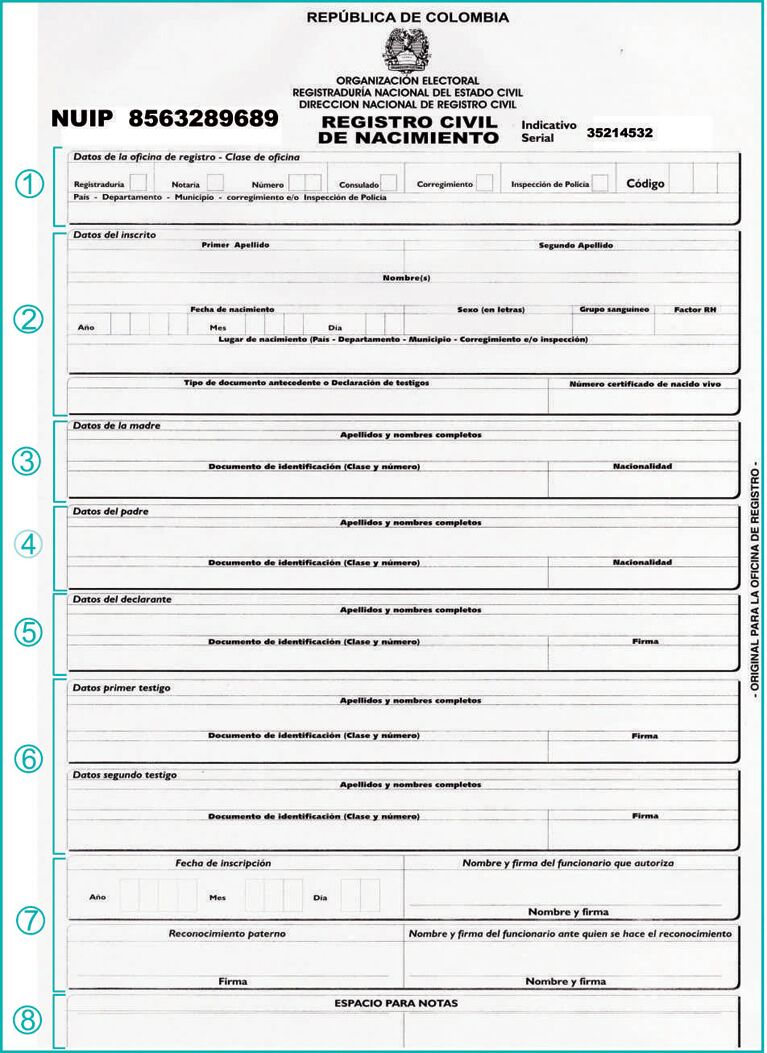 REPÚBLICA DE COLOMBIA
ORGANIZACIÓN ELECTORAL
REGISTRADURÍA NACIONAL DEL ESTADO CIVIL
DIRECCION NACIONAL DE REGISTRO CIVIL
NUIP 8563289689
REGISTRO CIVIL
DE NACIMIENTO
Indicativo
Serial
35214532
1
Datos de la oficina de registro - Clase de oficina
Registraduría Notaría Número Consulado Corregimiento Inspección de Policía Código
País - Departamento - Municipio - corregimiento e/o Inspección de Policía
2
Datos del inscrito
Primer Apellido Segundo Apellido
Nombre(s)
Fecha de nacimiento Sexo (en letras) Grupo sanguíneo Factor RH
Año Mes Día
Lugar de nacimiento (País - Departamento - Municipio - Corregimiento e/o inspección)
Tipo de documento antecedente o Declaración de testigos Número certificado de nacido vivo
3
Datos de la madre
Apellidos y nombres completos
Documento de identificación (Clase y número) Nacionalidad
4
Datos del padre
Apellidos y nombres completos
Documento de identificación (Clase y número) Nacionalidad
5
Datos del declarante
Apellidos y nombres completos
Documento de identificación (Clase y número) Firma
6
Datos primer testigo
Apellidos y nombres completos
Documento de identificación (Clase y número) Firma
Datos segundo testigo
Apellidos y nombres completos
Documento de identificación (Clase y número) Firma
7
Fecha de inscripción Nombre y firma del funcionario que autoriza
Año Mes Día
Nombre y firma
Reconocimiento paterno Nombre y firma del funcionario ante quien se hace el reconocimiento
Firma Nombre y firma
8
ESPACIO PARA NOTAS
- ORIGINAL PARA LA OFICINA DE REGISTRO -